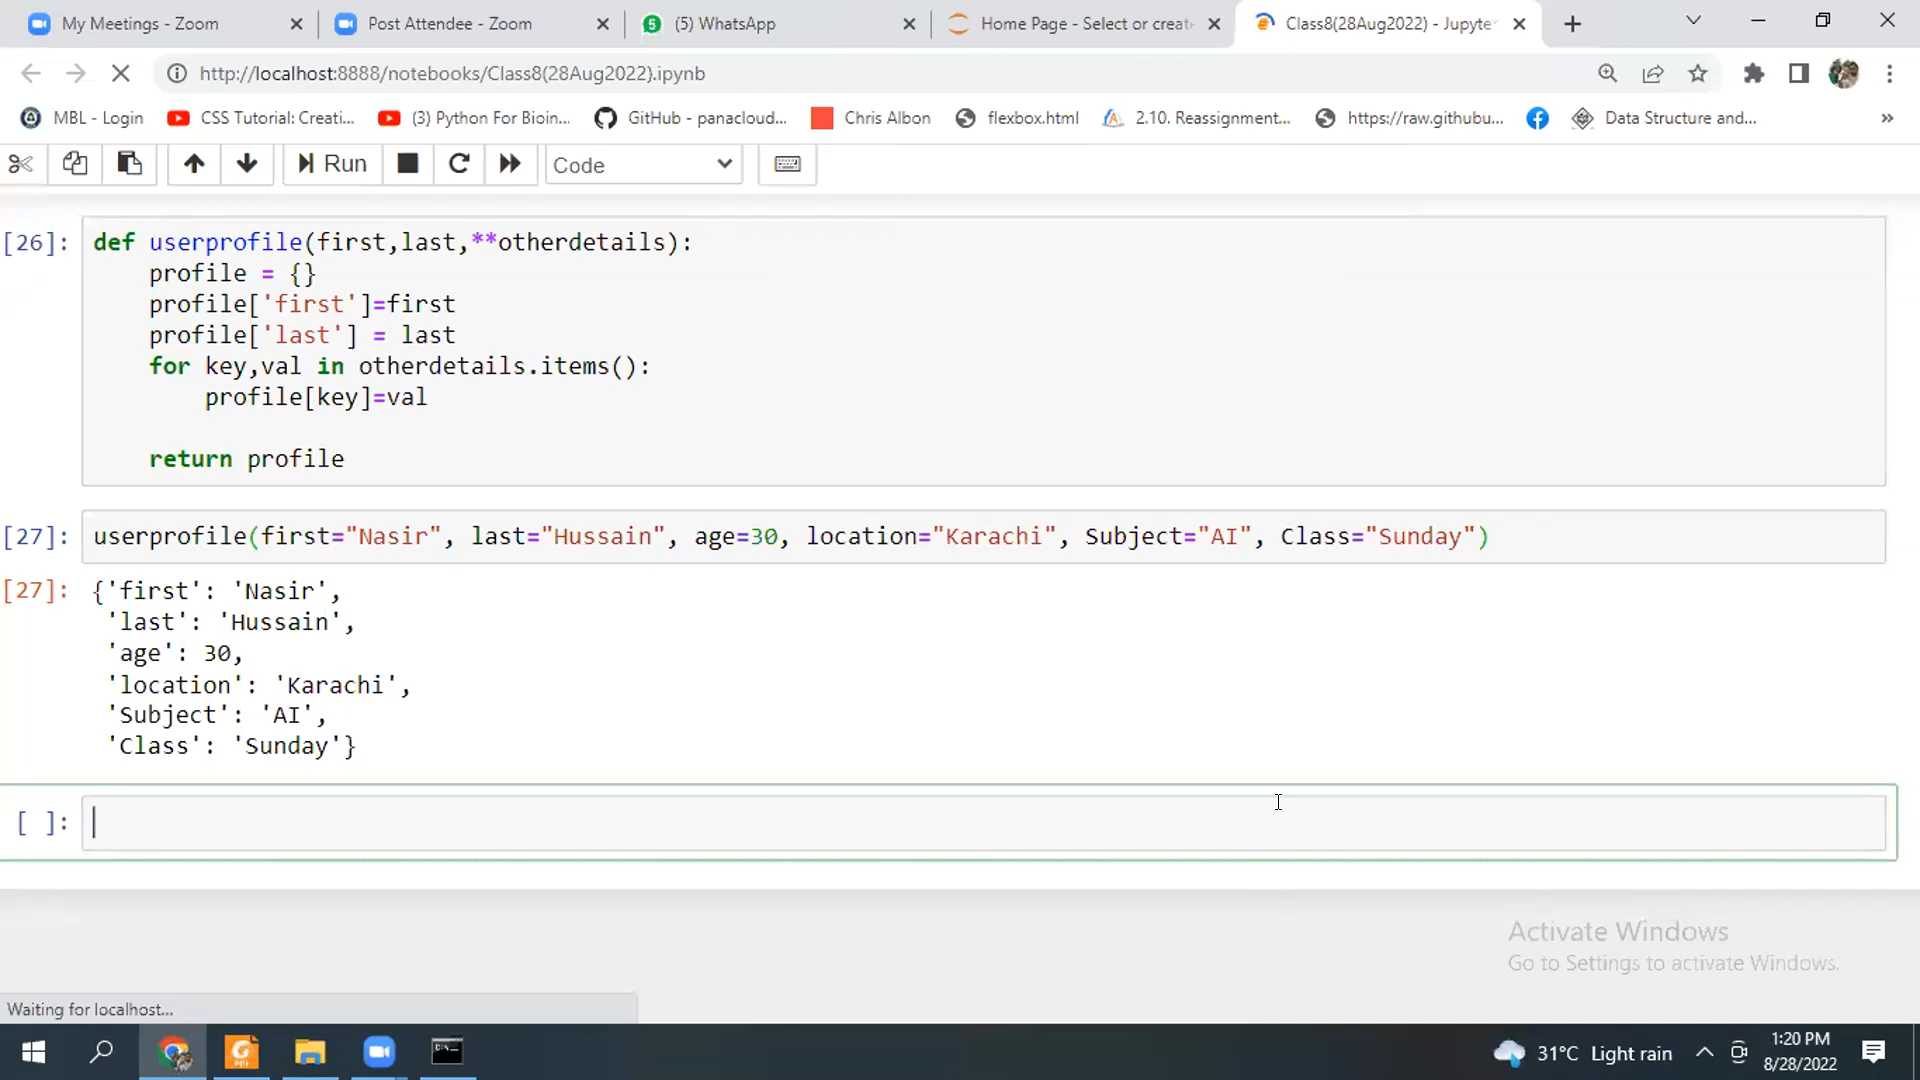 My Meetings - Zoom
Post Attendee - Zoom
5 (5) WhatsApp
Home Page - Select or create
Class8(28Aug2022) - Jupyte
http://localhost:8888/notebooks/Class8(28Aug2022).ipynb
MBL - Login
CSS Tutorial: Creati...
(3) Python For Bioin...
GitHub - panacloud...
Chris Albon
flexbox.html
2.10. Reassignment...
https://raw.githubu...
Data Structure and...
»
Run
Code
[26]: def userprofile(first,last,**otherdetails):
profile = {}
profile['first']=first
profile['last'] = last
for key,val in otherdetails.items():
profile[key]=val
return profile
[27]: userprofile(first="Nasir", last="Hussain", age=30, location="Karachi", Subject="AI", Class="Sunday")
[27]: {'first': 'Nasir',
'last': 'Hussain',
'age': 30,
'location': 'Karachi',
'Subject': 'AI',
'Class': 'Sunday'}
[ ]:
Activate Windows
Go to Settings to activate Windows.
Waiting for localhost...
31°C Light rain
1:20 PM
8/28/2022